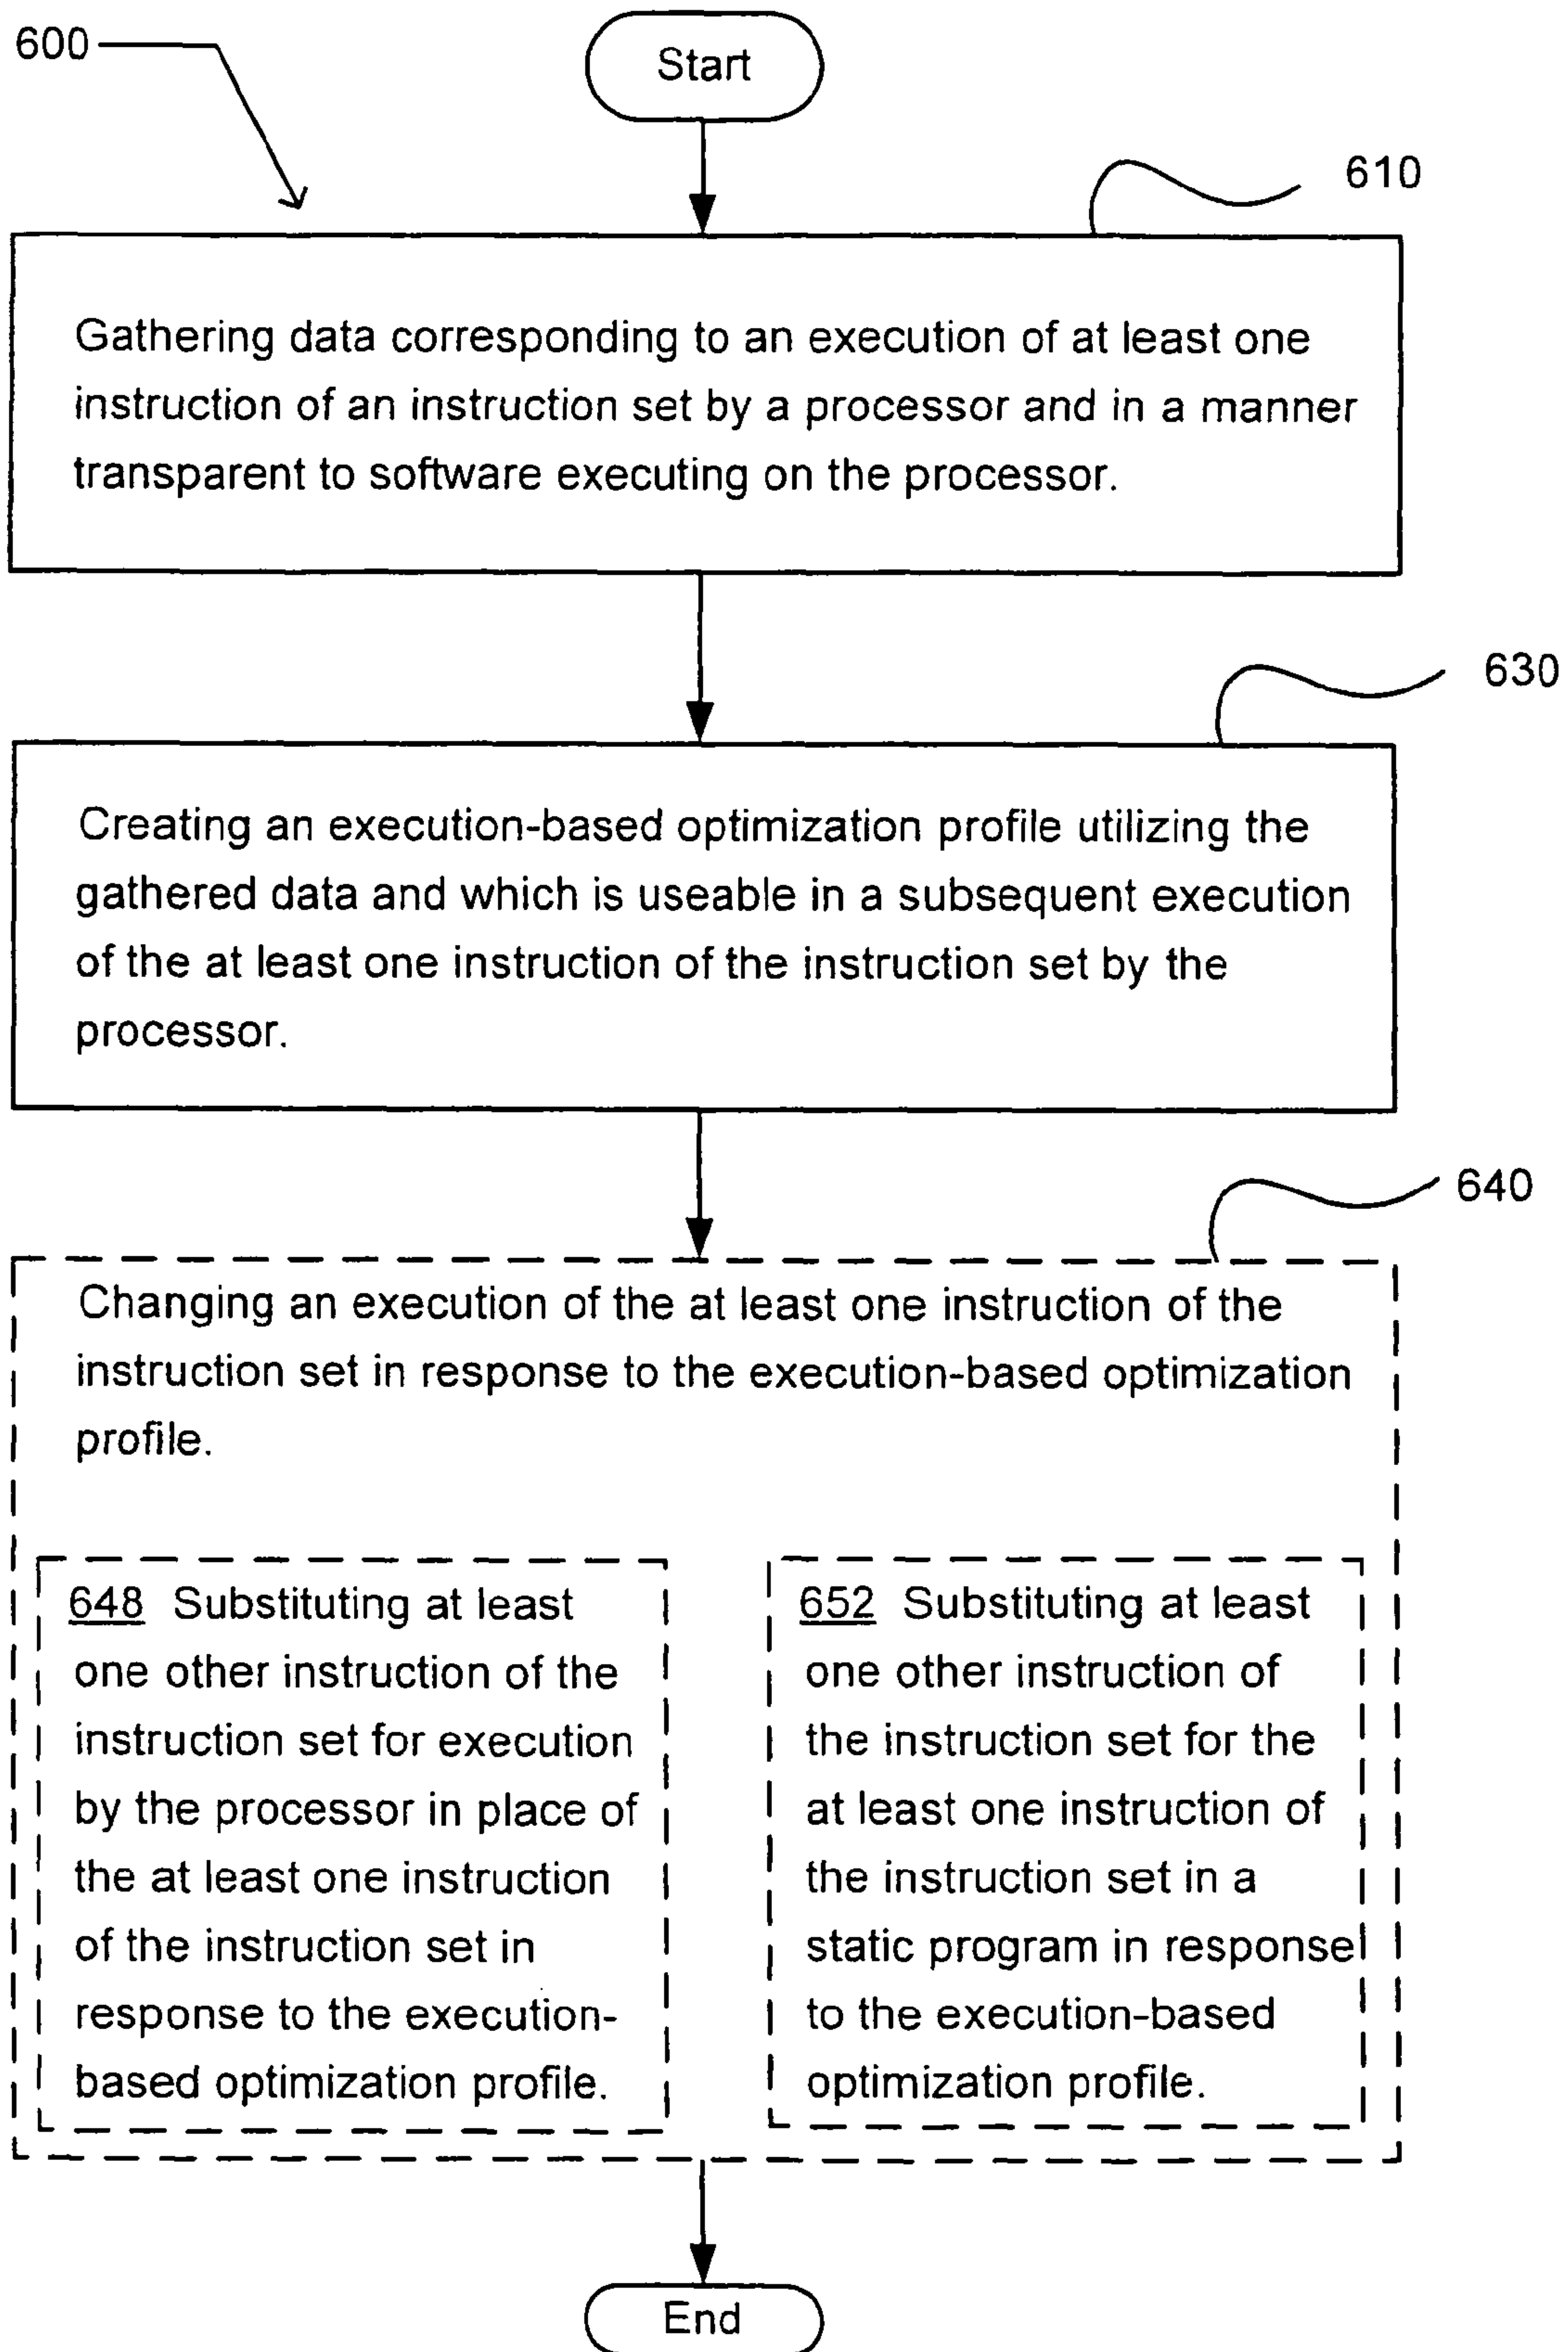 600
Start
610
Gathering data corresponding to an execution of at least one
instruction of an instruction set by a processor and in a manner
transparent to software executing on the processor.
630
Creating an execution-based optimization profile utilizing the
gathered data and which is useable in a subsequent execution
of the at least one instruction of the instruction set by the
processor.
640
Changing an execution of the at least one instruction of the
instruction set in response to the execution-based optimization
profile.
648 Substituting at least
one other instruction of the
instruction set for execution
by the processor in place of
the at least one instruction
of the instruction set in
response to the execution-
based optimization profile.
652 Substituting at least
one other instruction of
the instruction set for the
at least one instruction of
the instruction set in a
static program in response
to the execution-based
optimization profile.
End